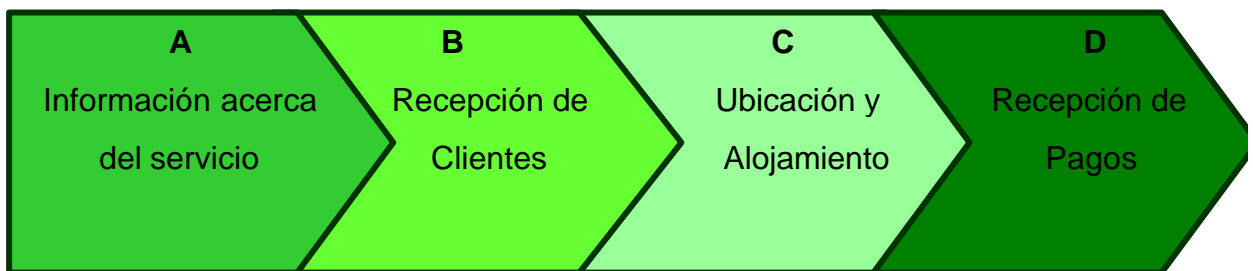 A
Información acerca
del servicio
B
Recepción de
Clientes
C
Ubicación y
Alojamiento
D
Recepción de
Pagos